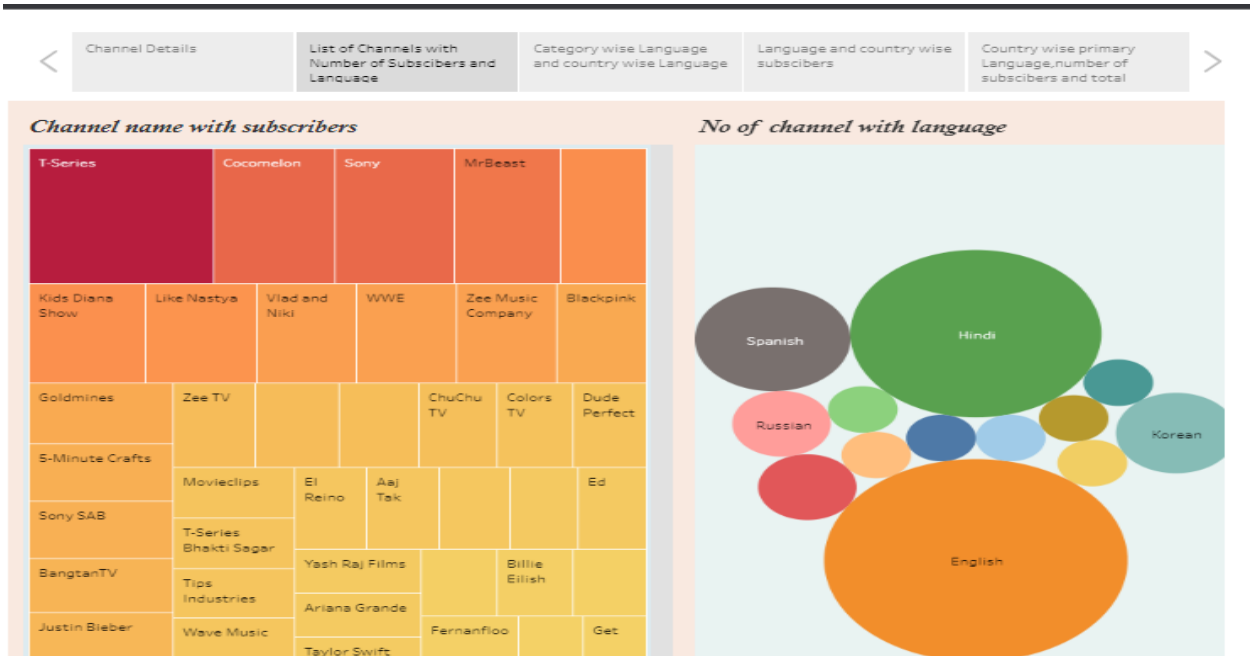 Channel Details
List of Channels with
Number of Subscibers and
Language
Category wise Language
and country wise Language
Language and country wise
subscibers
Country wise primary
Language,number of
subscibers and total
Channel name with subscribers
No of channel with language
T-Series
Cocomelon
Sony
MrBeast
Kids Diana
Show
Like Nastya
Vlad and
Niki
WWE
Zee Music
Company
Blackpink
Goldmines
Zee TV
ChuChu
TV
Colors
TV
Dude
Perfect
5-Minute Crafts
Movieclips
El
Reino
Aaj
Tak
Ed
Sony SAB
T-Series
Bhakti Sagar
Yash Raj Films
Billie
Eilish
BangtanTV
Tips
Industries
Ariana Grande
Justin Bieber
Wave Music
Fernanfloo
Get
Taylor Swift
Spanish
Hindi
Russian
Korean
English